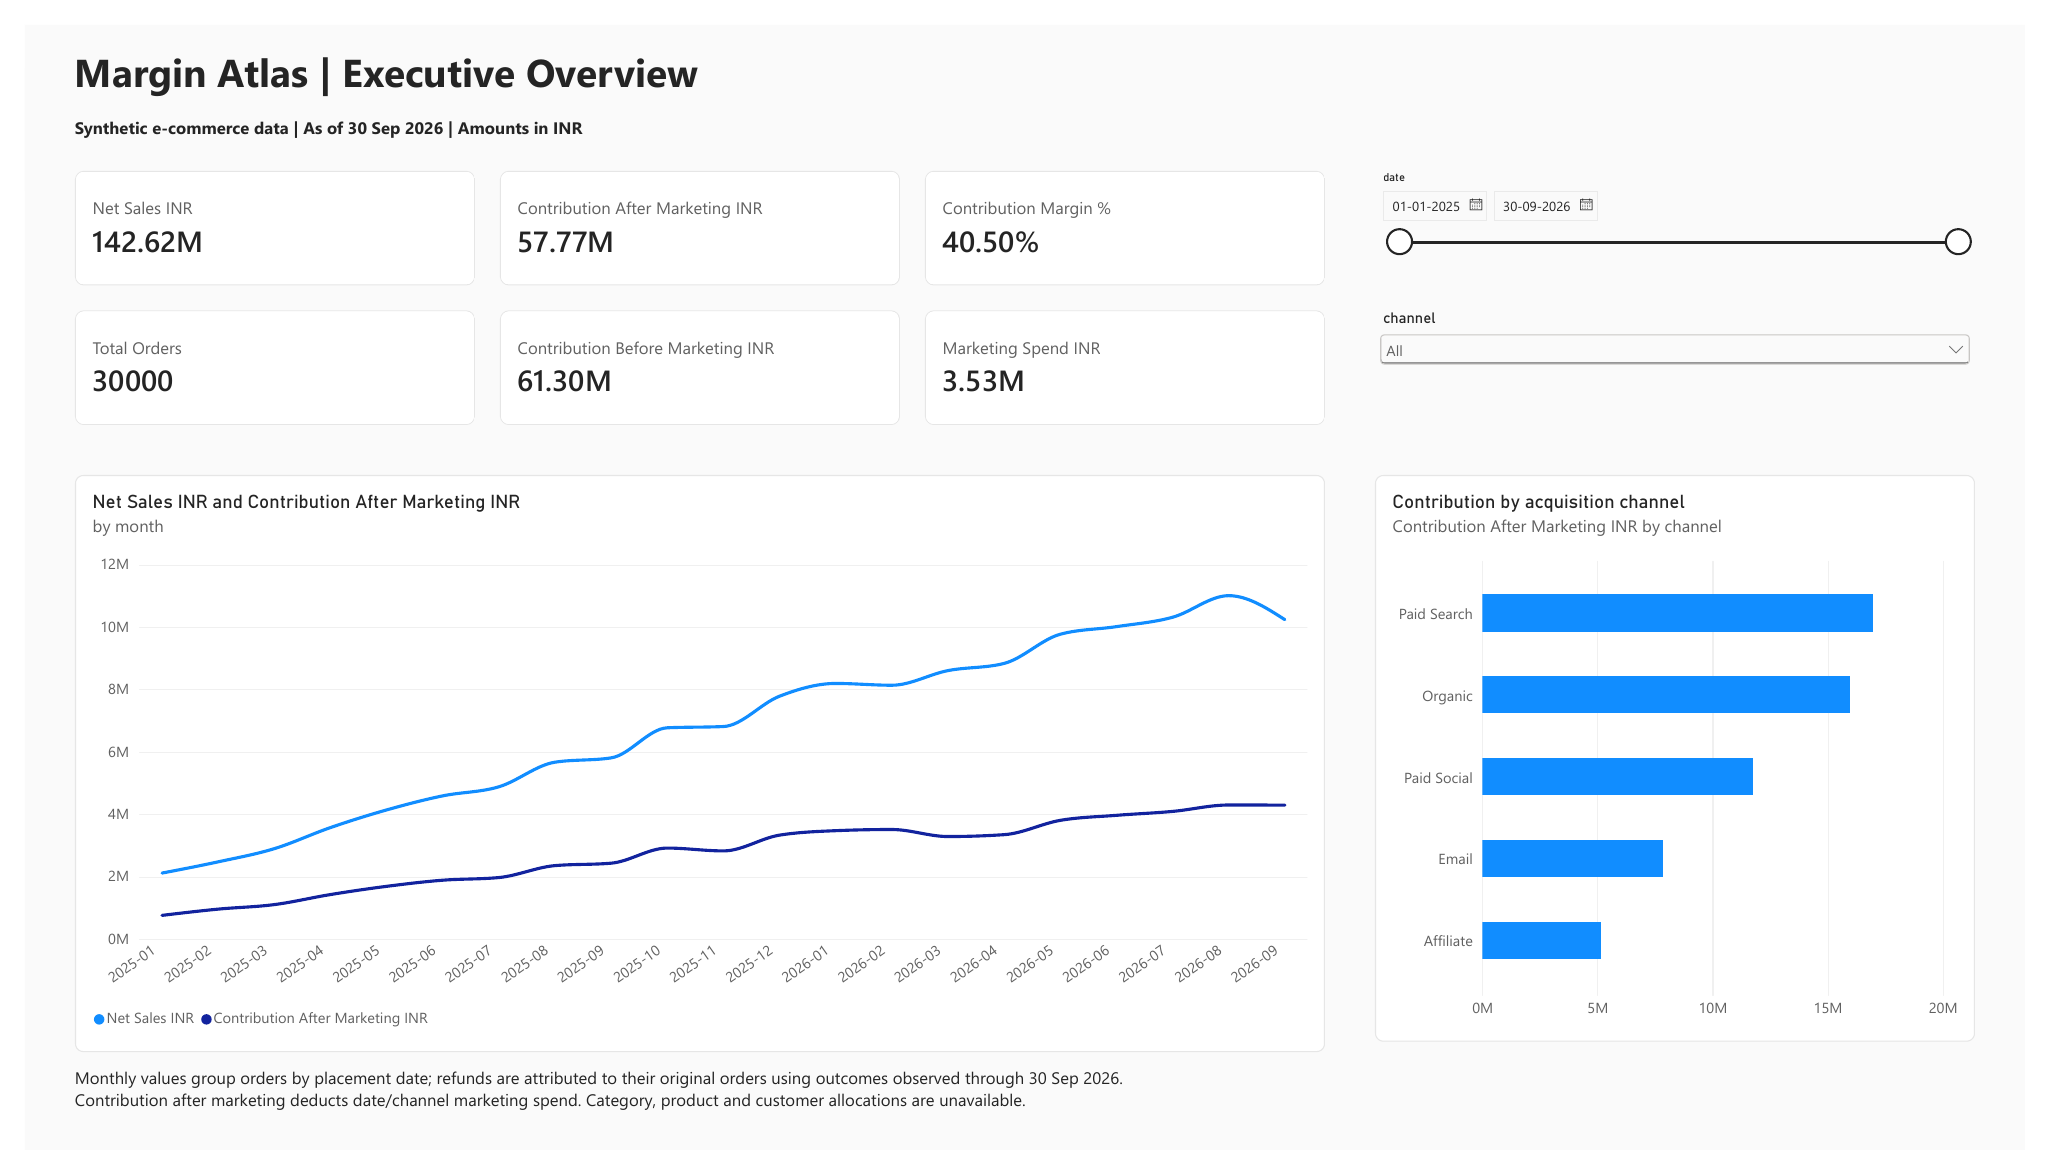 Margin Atlas | Executive Overview
Synthetic e-commerce data | As of 30 Sep 2026 | Amounts in INR
Net Sales INR
142.62M
Contribution After Marketing INR
57.77M
Contribution Margin %
40.50%
date
01-01-2025
30-09-2026
Total Orders
30000
Contribution Before Marketing INR
61.30M
Marketing Spend INR
3.53M
channel
All
Net Sales INR and Contribution After Marketing INR
by month
12M
10M
8M
6M
4M
2M
0M
2025-01
2025-02
2025-03
2025-04
2025-05
2025-06
2025-07
2025-08
2025-09
2025-10
2025-11
2025-12
2026-01
2026-02
2026-03
2026-04
2026-05
2026-06
2026-07
2026-08
2026-09
Net Sales INR
Contribution After Marketing INR
Contribution by acquisition channel
Contribution After Marketing INR by channel
Paid Search
Organic
Paid Social
Email
Affiliate
0M
5M
10M
15M
20M
Monthly values group orders by placement date; refunds are attributed to their original orders using outcomes observed through 30 Sep 2026.
Contribution after marketing deducts date/channel marketing spend. Category, product and customer allocations are unavailable.